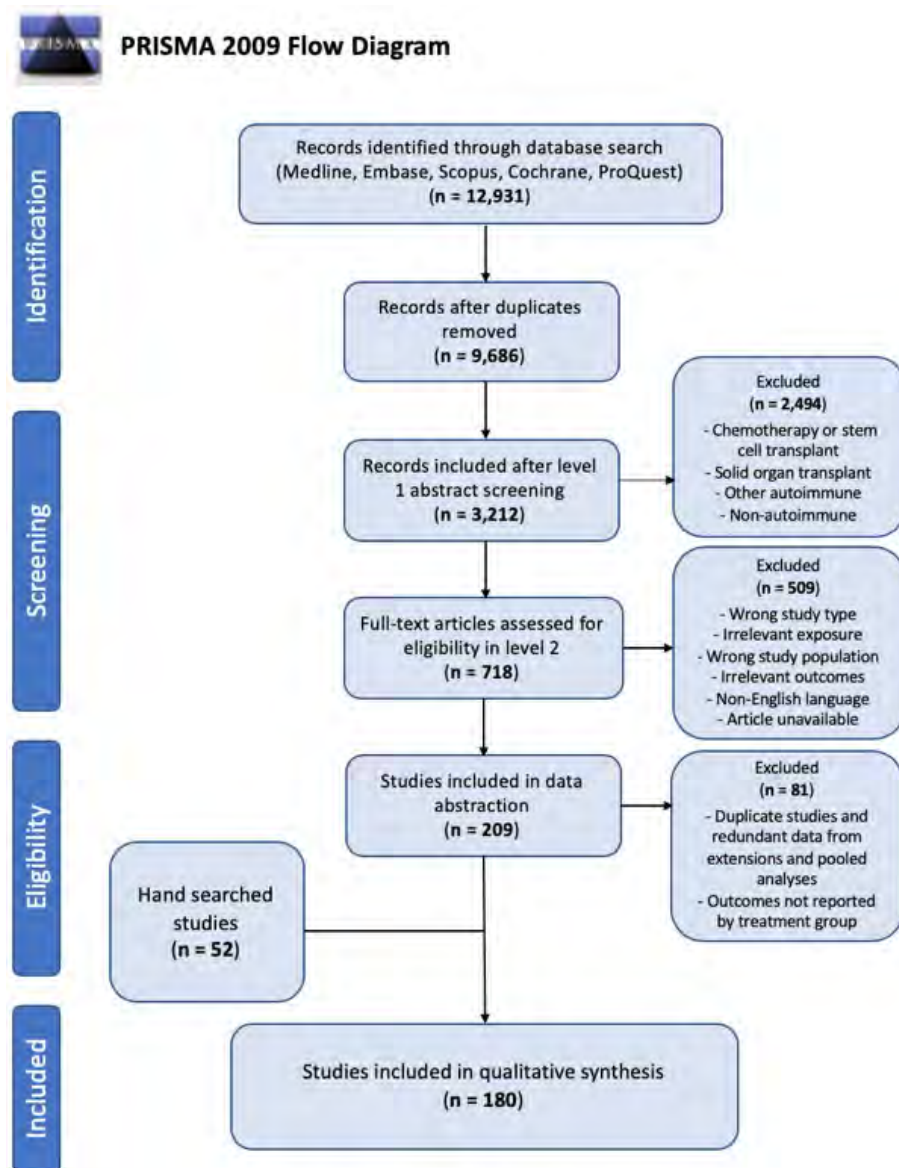 PRISMA
PRISMA 2009 Flow Diagram
Identification
Records identified through database search
(Medline, Embase, Scopus, Cochrane, ProQuest)
(n = 12,931)
Records after duplicates
removed
(n = 9,686)
Screening
Records included after level
1 abstract screening
(n = 3,212)
Excluded
(n = 2,494)
- Chemotherapy or stem
cell transplant
- Solid organ transplant
- Other autoimmune
- Non-autoimmune
Full-text articles assessed for
eligibility in level 2
(n = 718)
Excluded
(n = 509)
- Wrong study type
- Irrelevant exposure
- Wrong study population
- Irrelevant outcomes
- Non-English language
- Article unavailable
Eligibility
Studies included in data
abstraction
(n = 209)
Excluded
(n = 81)
- Duplicate studies and
redundant data from
extensions and pooled
analyses
- Outcomes not reported
by treatment group
Hand searched
studies
(n = 52)
Included
Studies included in qualitative synthesis
(n = 180)